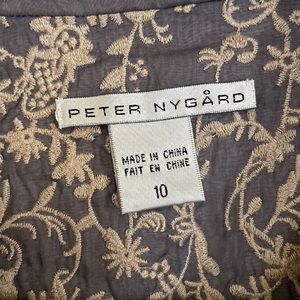 PETER NYGÅRD
MADE IN CHINA
FAIT EN CHINE
10